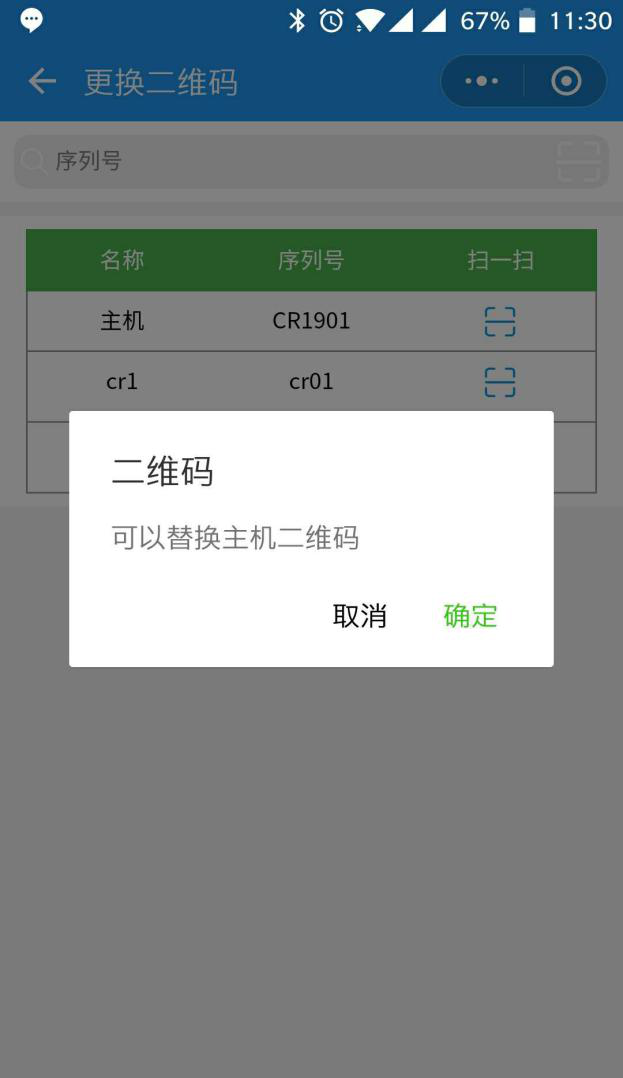 67% 11:30
更换二维码
序列号
名称 序列号 扫一扫
主机 CR1901
cr1 cr01
二维码
可以替换主机二维码
取消 确定